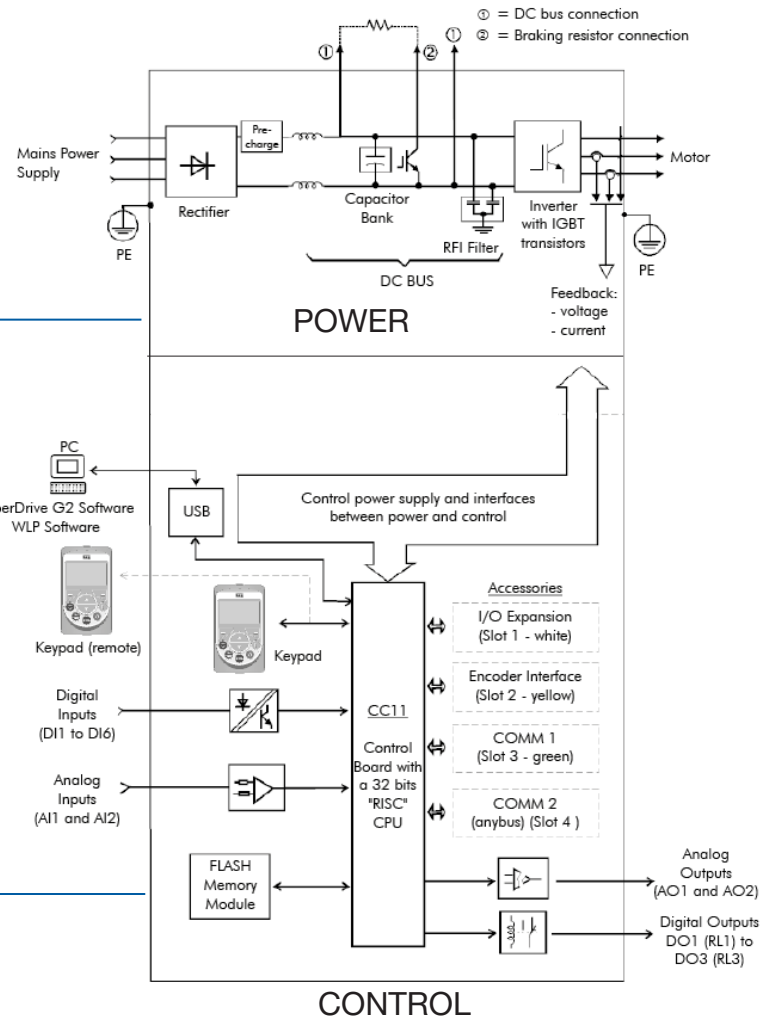 ① = DC bus connection
② = Braking resistor connection
①
②
①
Mains Power
Supply
Pre-
charge
Motor
Rectifier
Capacitor
Bank
Inverter
with IGBT
transistors
RFI Filter
PE
PE
DC BUS
Feedback:
- voltage
- current
POWER
PC
erDrive G2 Software
WLP Software
USB
Control power supply and interfaces
between power and control
Keypad (remote)
Keypad
Accessories
I/O Expansion
(Slot 1 - white)
Encoder Interface
(Slot 2 - yellow)
COMM 1
(Slot 3 - green)
COMM 2
(anybus) (Slot 4 )
Digital
Inputs
(DI1 to DI6)
Analog
Inputs
(AI1 and AI2)
CC11
Control
Board with
a 32 bits
"RISC"
CPU
FLASH
Memory
Module
Analog
Outputs
(AO1 and AO2)
Digital Outputs
DO1 (RL1) to
DO3 (RL3)
CONTROL